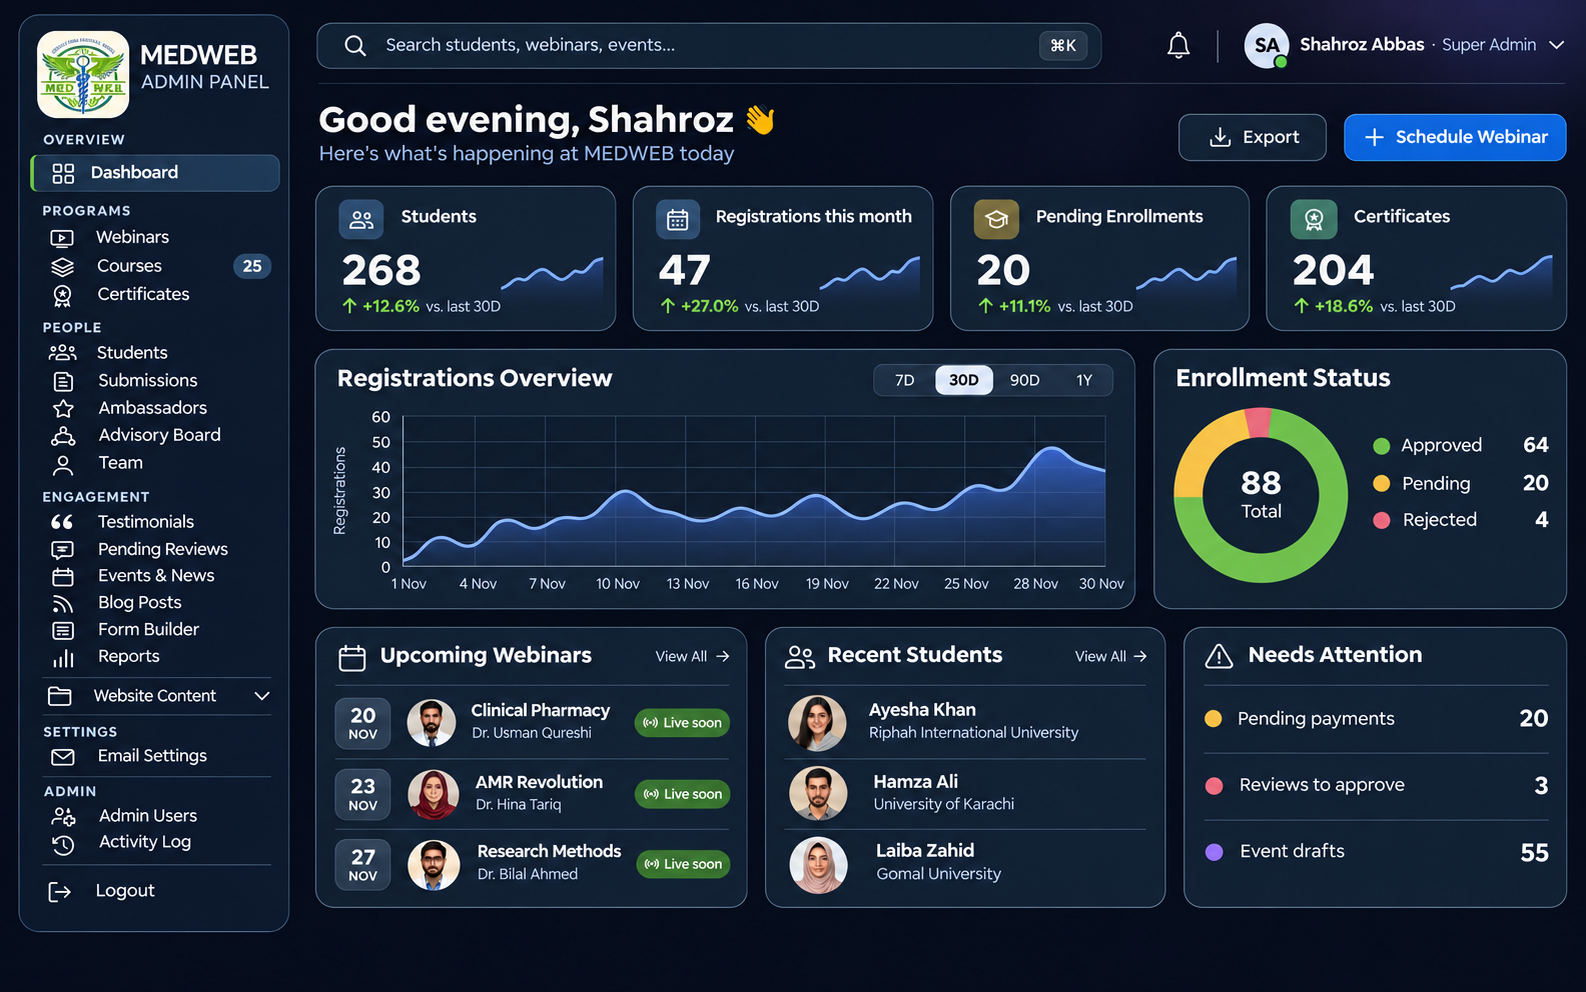 MED WEB
MEDWEB
ADMIN PANEL
OVERVIEW
Dashboard
PROGRAMS
Webinars
Courses 25
Certificates
PEOPLE
Students
Submissions
Ambassadors
Advisory Board
Team
ENGAGEMENT
Testimonials
Pending Reviews
Events & News
Blog Posts
Form Builder
Reports
Website Content
SETTINGS
Email Settings
ADMIN
Admin Users
Activity Log
Logout
Search students, webinars, events... ⌘K
SA Shahroz Abbas · Super Admin
Good evening, Shahroz 👋
Here's what's happening at MEDWEB today
Export
+ Schedule Webinar
Students
268
↑ +12.6% vs. last 30D
Registrations this month
47
↑ +27.0% vs. last 30D
Pending Enrollments
20
↑ +11.1% vs. last 30D
Certificates
204
↑ +18.6% vs. last 30D
Registrations Overview
7D 30D 90D 1Y
Registrations
60
50
40
30
20
10
0
1 Nov 4 Nov 7 Nov 10 Nov 13 Nov 16 Nov 19 Nov 22 Nov 25 Nov 28 Nov 30 Nov
Enrollment Status
88
Total
Approved 64
Pending 20
Rejected 4
Upcoming Webinars View All →
20 NOV
Clinical Pharmacy
Dr. Usman Qureshi
Live soon
23 NOV
AMR Revolution
Dr. Hina Tariq
Live soon
27 NOV
Research Methods
Dr. Bilal Ahmed
Live soon
Recent Students View All →
Ayesha Khan
Riphah International University
Hamza Ali
University of Karachi
Laiba Zahid
Gomal University
Needs Attention
Pending payments 20
Reviews to approve 3
Event drafts 55